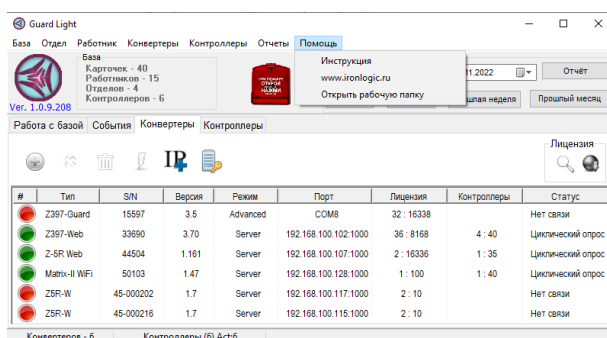 Guard Light
База Отдел Работник Конвертеры Контроллеры Отчеты Помощь
База
Карточек - 40
Работников - 15
Отделов - 4
Контроллеров - 6
Ver. 1.0.9.208
Инструкция
www.ironlogic.ru
Открыть рабочую папку
11.2022
Отчёт
шлая неделя
Прошлый месяц
Работа с базой События Конвертеры Контроллеры
IP
Лицензия
# Тип S/N Версия Режим Порт Лицензия Контроллеры Статус
Z397-Guard 15597 3.5 Advanced COM8 32 : 16338 Нет связи
Z397-Web 33690 3.70 Server 192.168.100.102:1000 36 : 8168 4 : 40 Циклический опрос
Z-5R Web 44504 1.161 Server 192.168.100.107:1000 2 : 16336 1 : 35 Циклический опрос
Matrix-II WiFi 50103 1.47 Server 192.168.100.128:1000 1 : 100 1 : 40 Циклический опрос
Z5R-W 45-000202 1.7 Server 192.168.100.117:1000 2 : 10 Нет связи
Z5R-W 45-000216 1.7 Server 192.168.100.115:1000 2 : 10 Нет связи
Конвертеров - 6 Контроллеры (6) Act:6